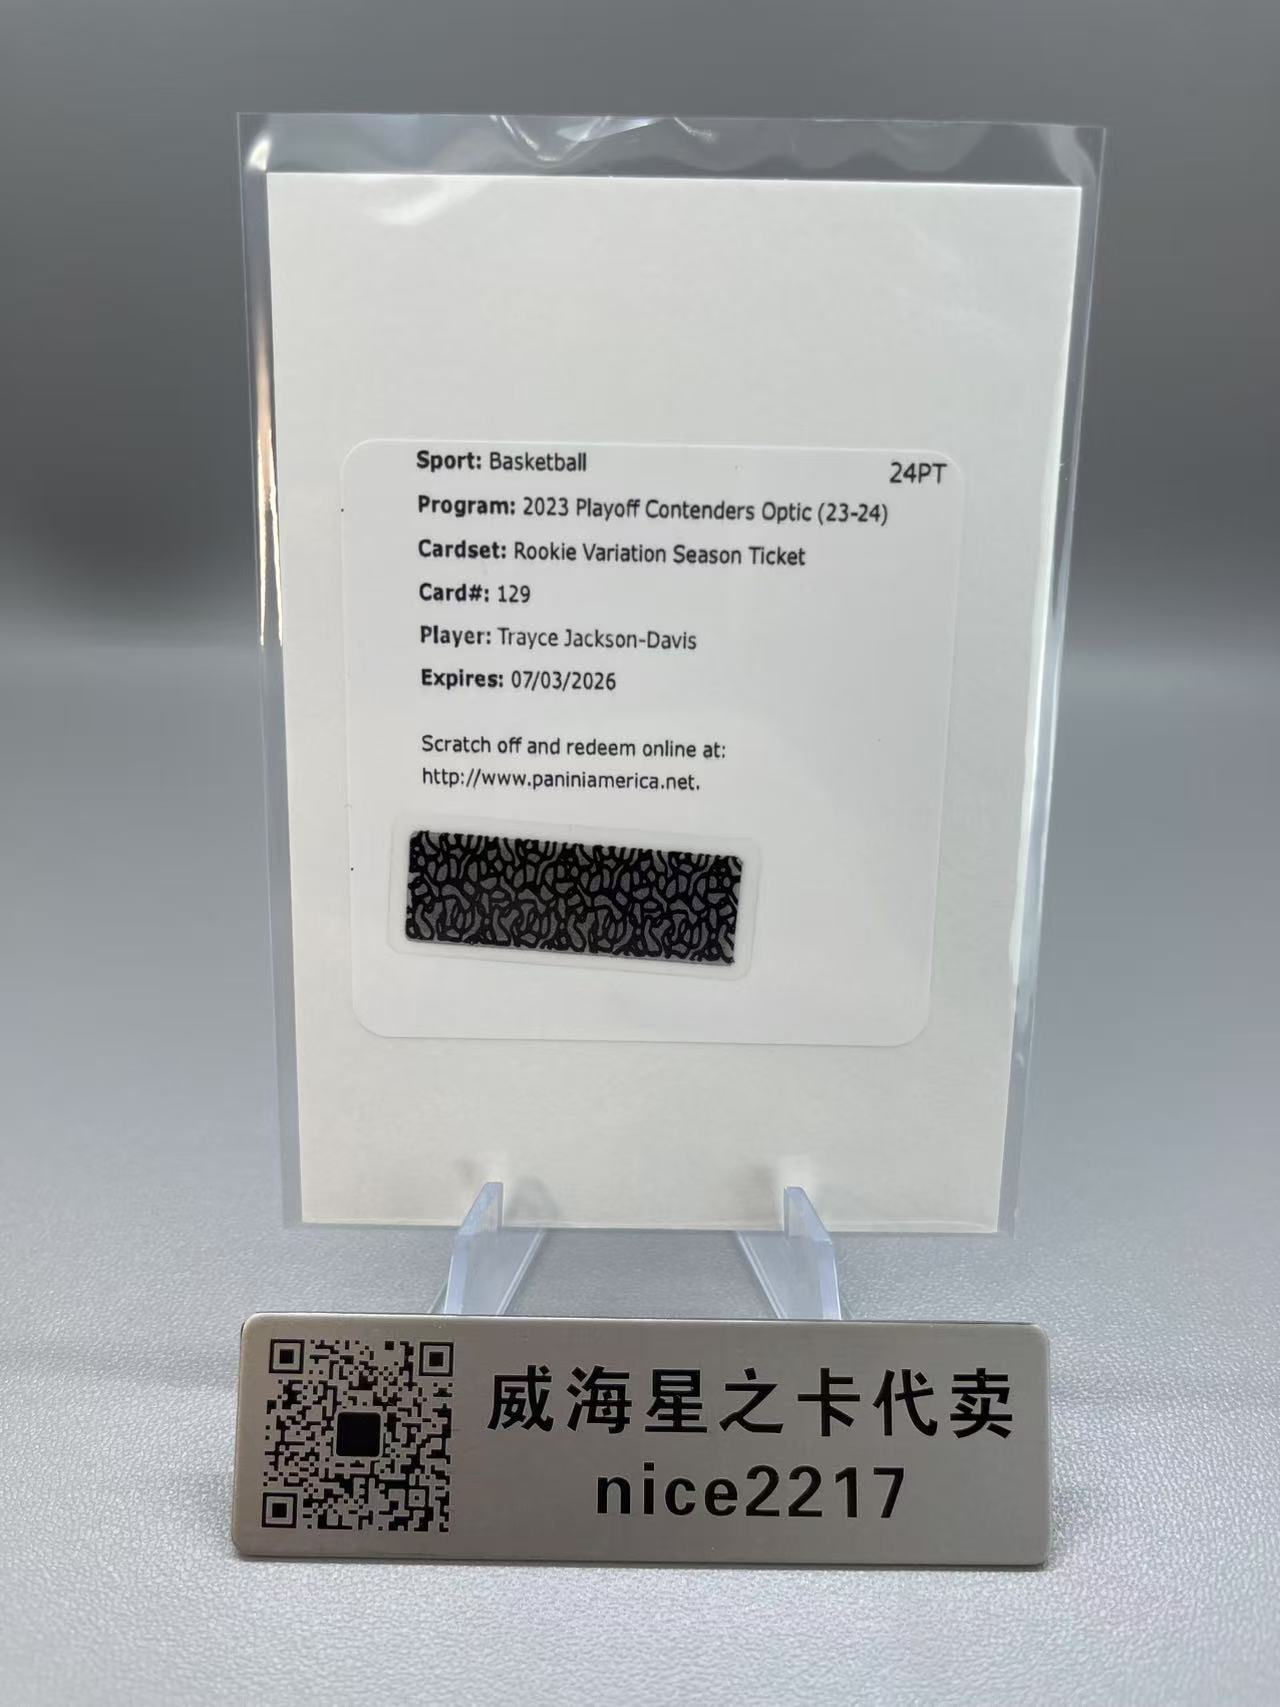 Sport: Basketball
24PT
Program: 2023 Playoff Contenders Optic (23-24)
Cardset: Rookie Variation Season Ticket
Card#: 129
Player: Trayce Jackson-Davis
Expires: 07/03/2026
Scratch off and redeem online at:
http://www.paniniamerica.net.
威海星之卡代卖
nice2217